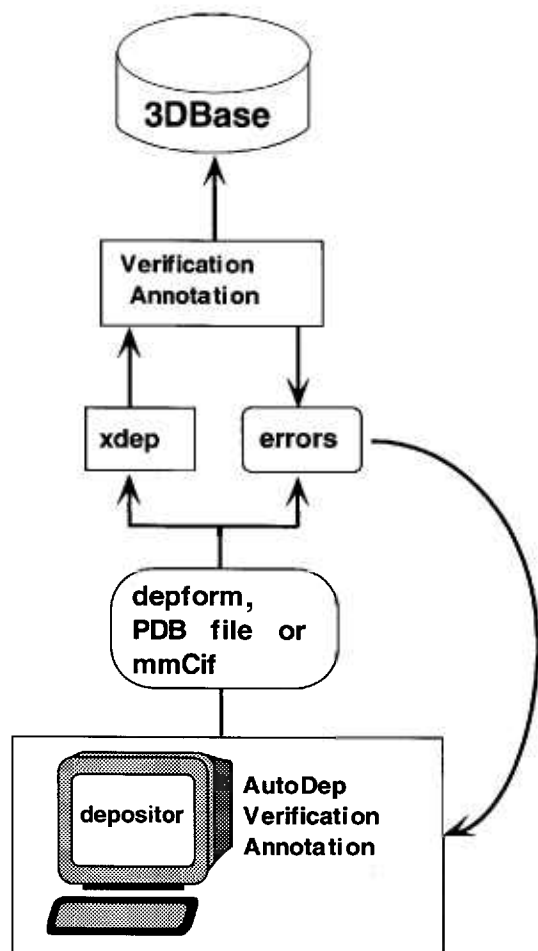 3DBase
Verification
Annotation
xdep
errors
depform,
PDB file or
mmCif
depositor
AutoDep
Verification
Annotation